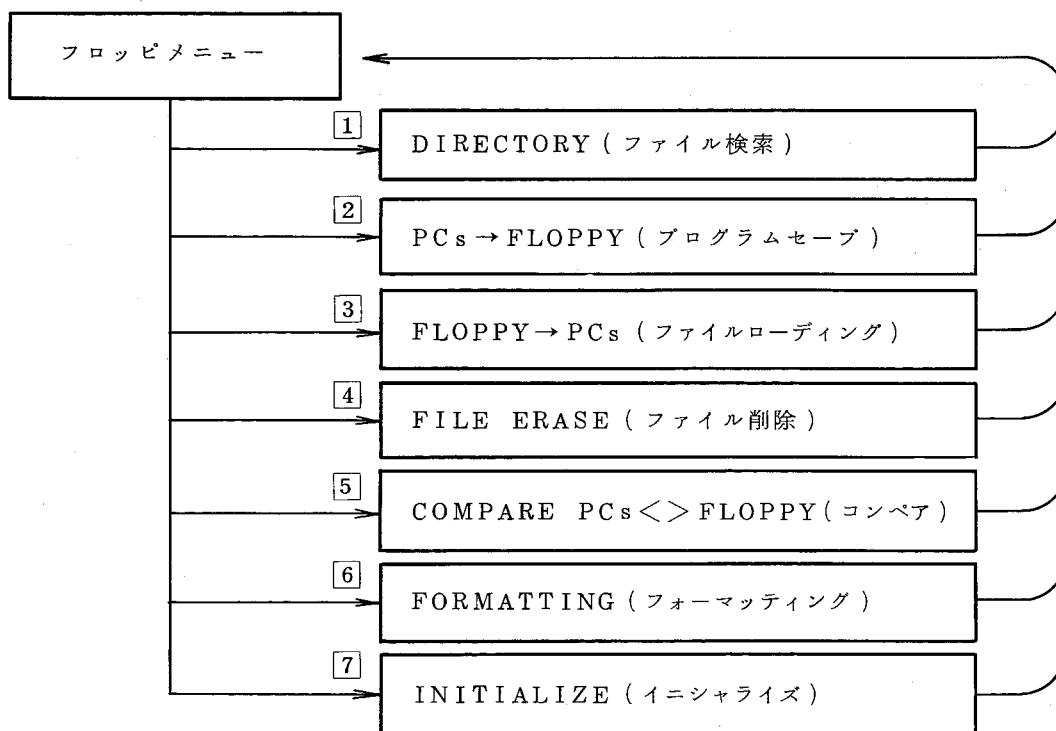 フロッピメニュー
1
DIRECTORY(ファイル検索)
2
PCs→FLOPPY(プログラムセーブ)
3
FLOPPY→PCs(ファイルローディング)
4
FILE ERASE(ファイル削除)
5
COMPARE PCs<>FLOPPY(コンペア)
6
FORMATTING(フォーマッティング)
7
INITIALIZE(イニシャライズ)